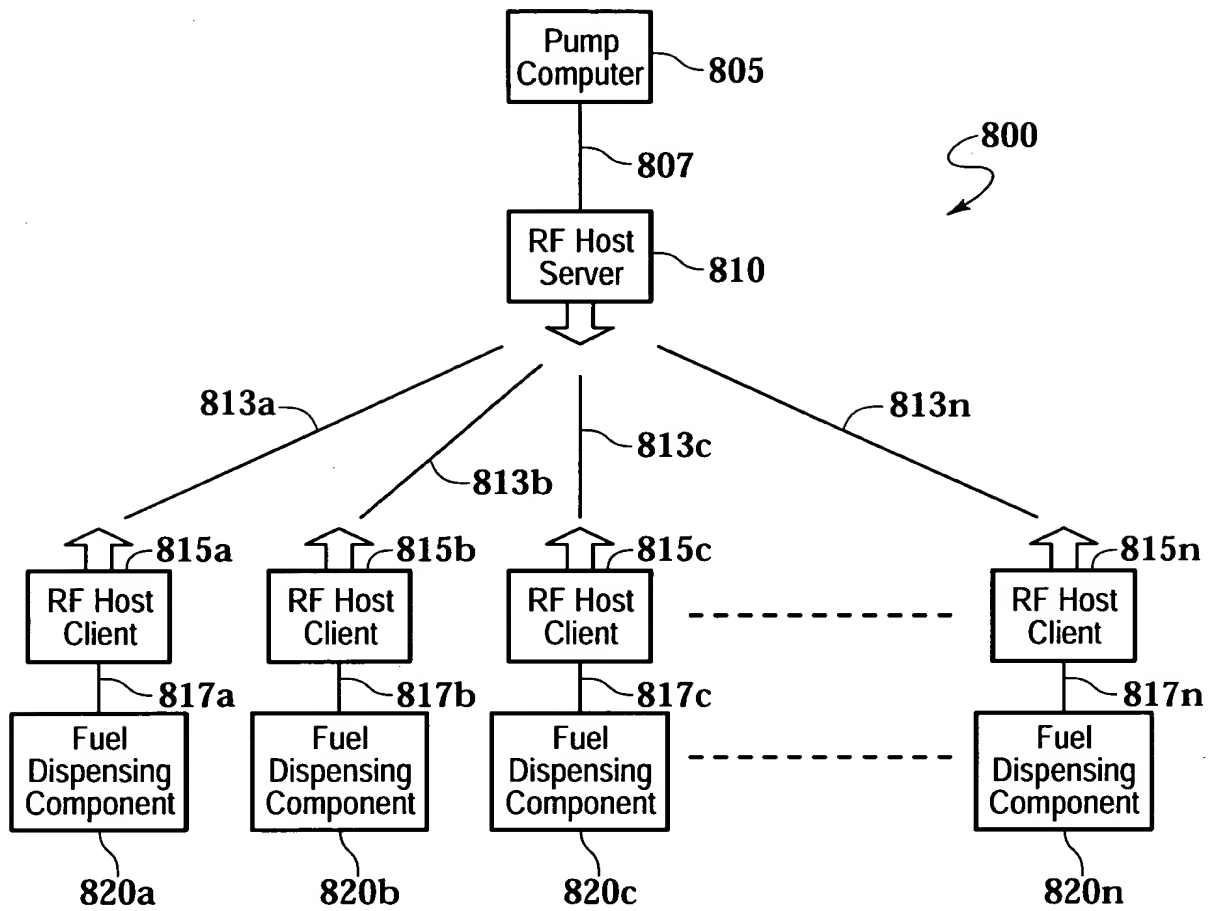 Pump
Computer
805
800
807
RF Host
Server
810
813a
813n
813c
813b
815a
815b
815c
815n
RF Host
Client
RF Host
Client
RF Host
Client
RF Host
Client
817a
817b
817c
817n
Fuel
Dispensing
Component
Fuel
Dispensing
Component
Fuel
Dispensing
Component
Fuel
Dispensing
Component
820a
820b
820c
820n